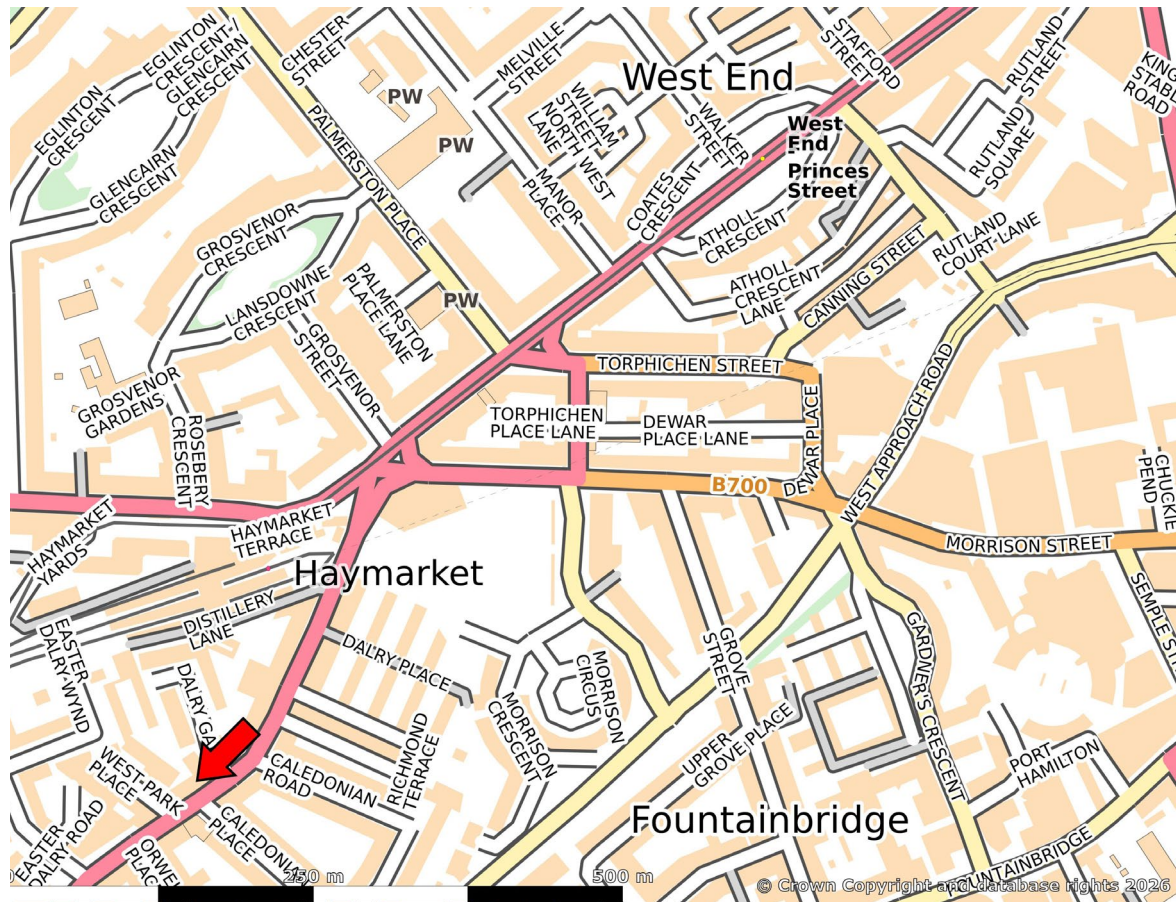 EGLINTON
CRESCENT /
GLENCAIRN
CRESCENT
CHESTER
STREET
MELVILLE
STREET
STAFFORD
STREET
RUTLAND
STREET
West End
EGLINTON
CRESCENT
PW
WILLIAM
STREET
NORTH WEST
LANE
WALKER
STREET
West
End
-
Princes
Street
RUTLAND
SQUARE
PALMERSTON PLACE
PW
GLENCAIRN
CRESCENT
MANOR
PLACE
COATES
CRESCENT
ATHOLL
CRESCENT
RUTLAND
COURT LANE
GROSVENOR
CRESCENT
ATHOLL
CRESCENT
LANE
CANNING STREET
LANSDOWNE
CRESCENT
PALMERSTON
PLACE LANE
PW
GROSVENOR
STREET
TORPHICHEN STREET
WEST APPROACH ROAD
GROSVENOR
GARDENS
ROSEBERY
CRESCENT
TORPHICHEN
PLACE LANE
DEWAR
PLACE LANE
DEWAR PLACE
B700
HAYMARKET
YARDS
HAYMARKET
TERRACE
MORRISON STREET
Haymarket
DISTILLERY
LANE
EASTER
DALRY WYND
DALRY PLACE
GROVE
STREET
GARDNER'S CRESCENT
MORRISON
CIRCUS
MORRISON
CRESCENT
UPPER
GROVE PLACE
PORT
HAMILTON
WEST PARK
PLACE
CALEDONIAN
ROAD
RICHMOND
TERRACE
Fountainbridge
EASTER
DALRY ROAD
CALEDONIAN
PLACE
FOUNTAINBRIDGE
250 m
500 m
© Crown Copyright and database rights 2026